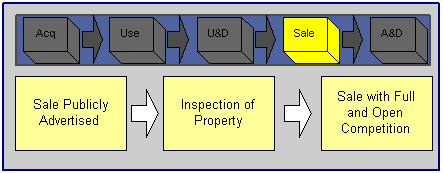 Acq Use U&D Sale A&D
Sale Publicly
Advertised
Inspection of
Property
Sale with Full
and Open
Competition